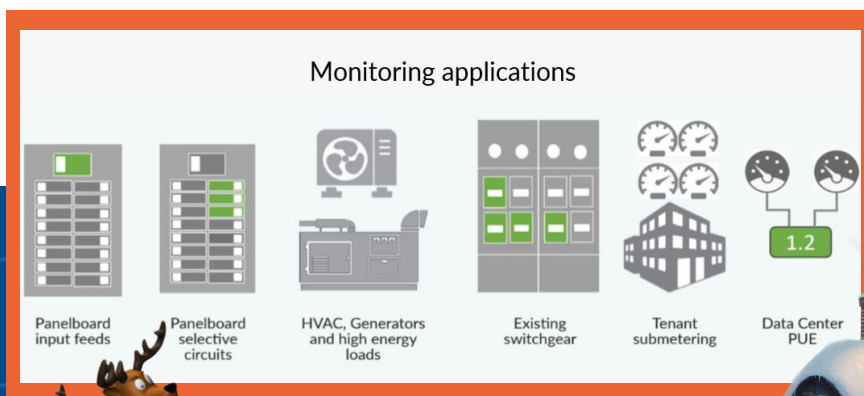 Monitoring applications
1.2
Panelboard
input feeds
Panelboard
selective
circuits
HVAC, Generators
and high energy
loads
Existing
switchgear
Tenant
submetering
Data Center
PUE